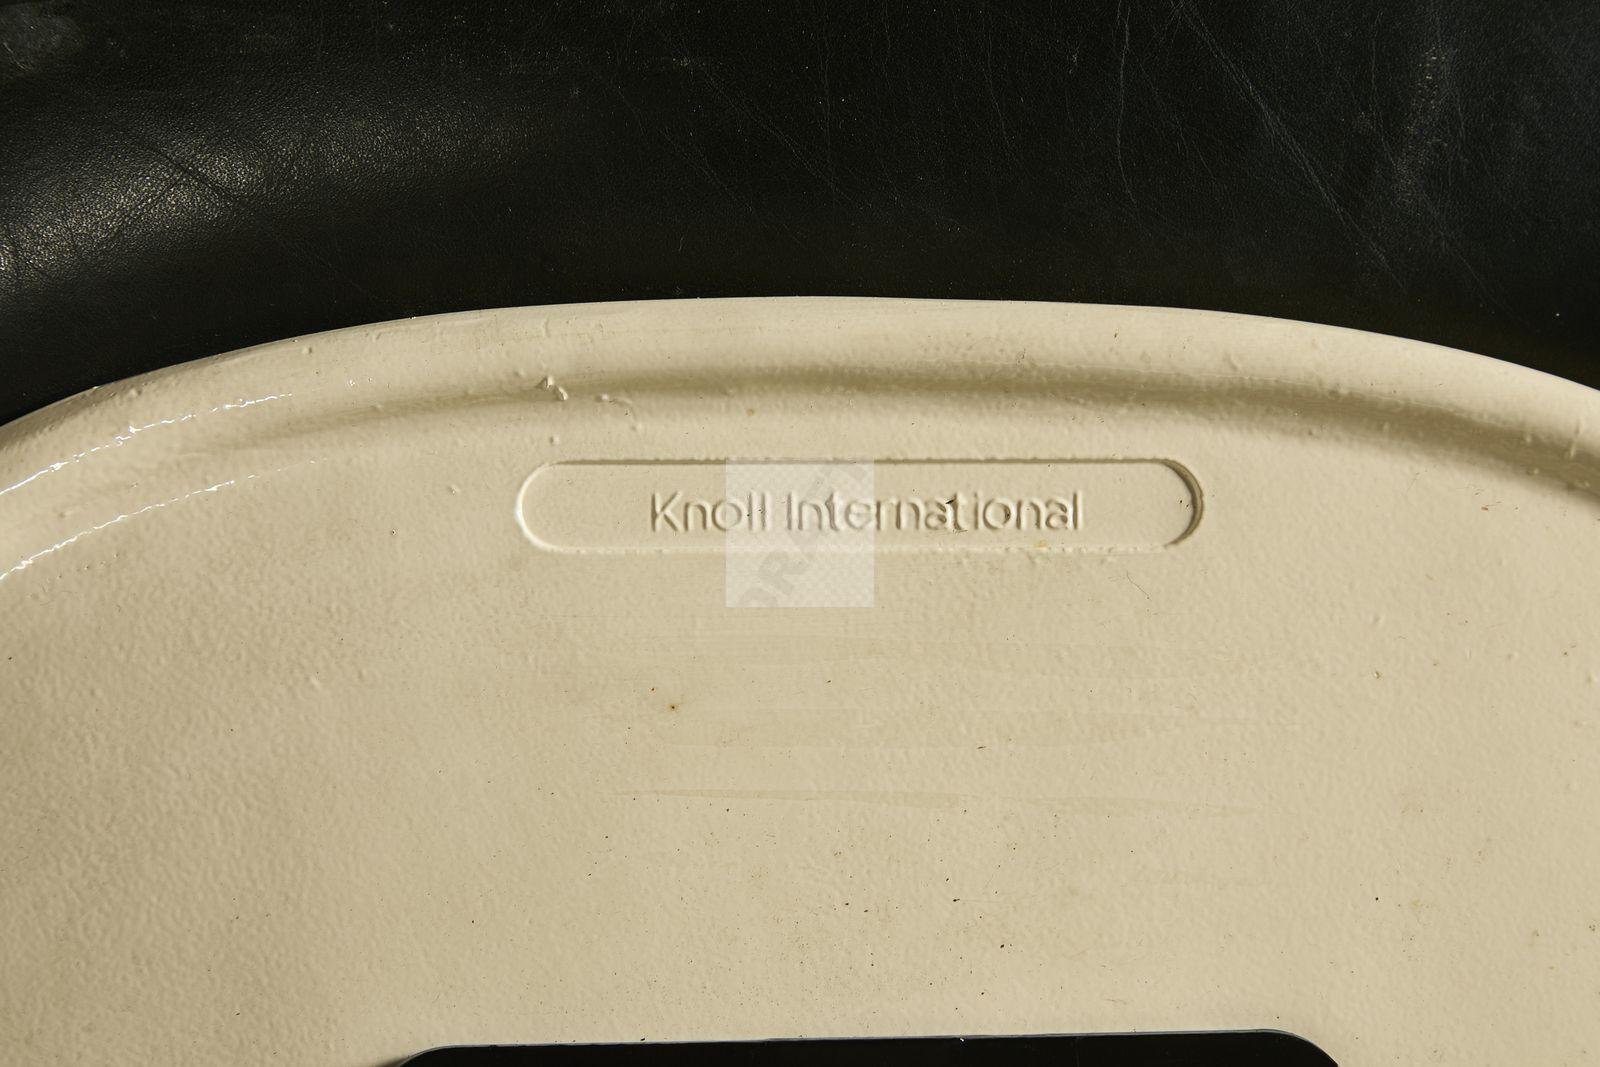 Knoll International